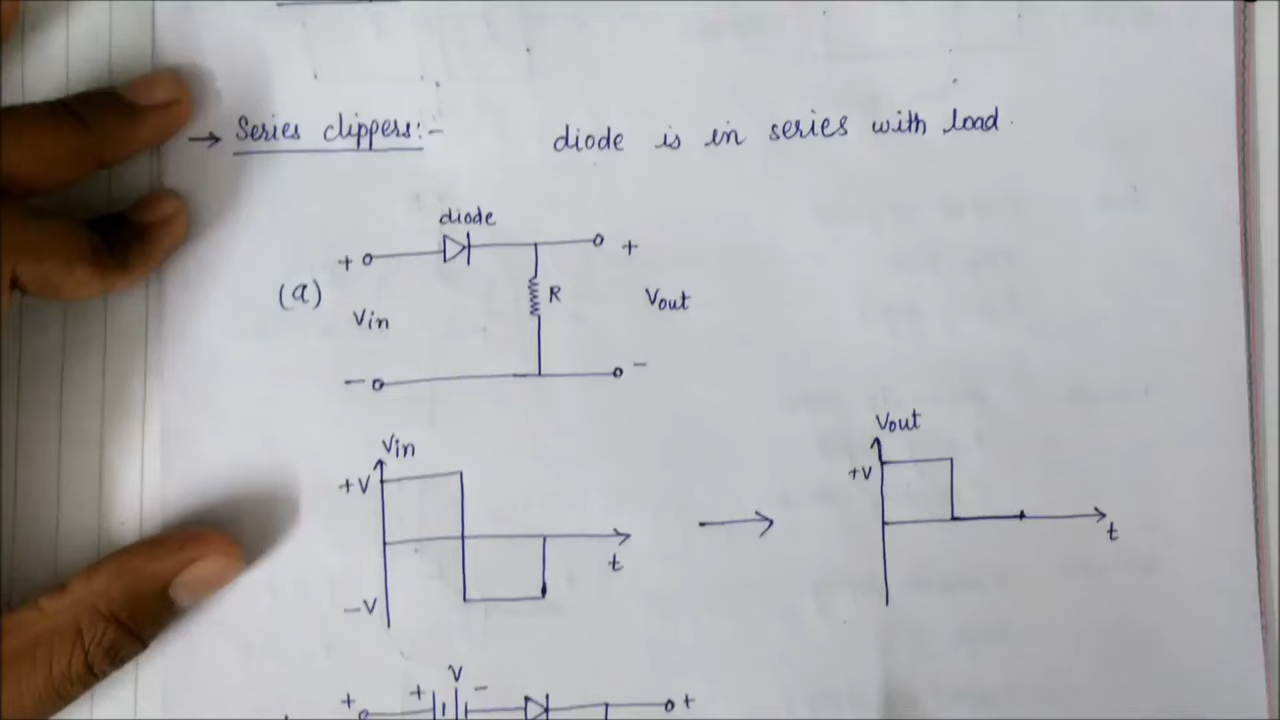 → Series clippers:- diode is in series with load.
diode
+ +
(a) R
Vin Vout
- -
Vin Vout
+V +V
t t
-V
V
+ + - +